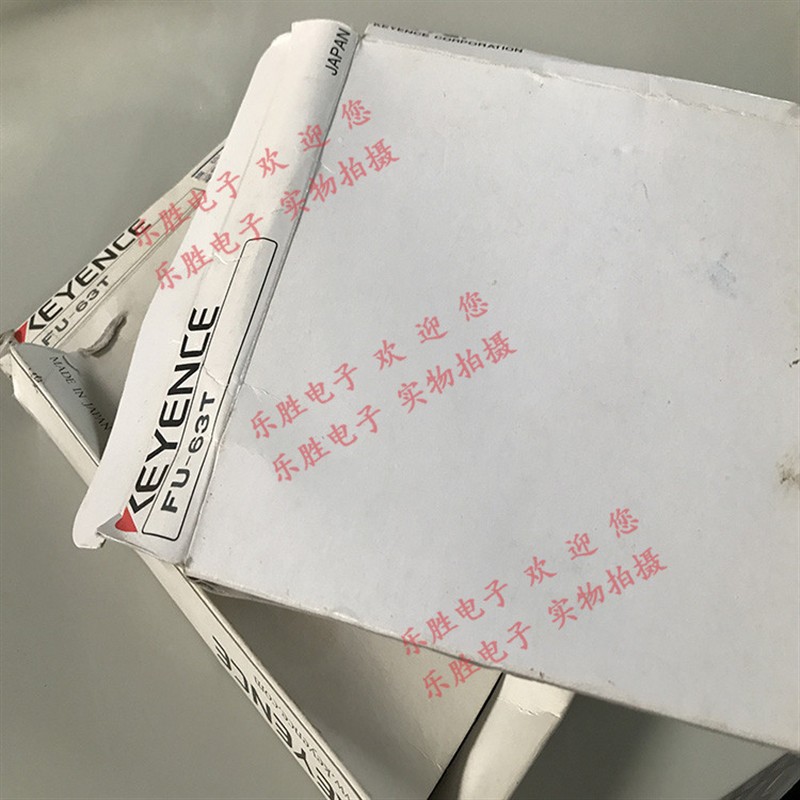 JAPAN
KEYENCE CORPORATION
乐胜电子 欢 迎 您
乐胜电子 实物拍摄
KEYENCE
FU-63T
MADE IN JAPAN
KEYENCE
FU-63T
乐胜电子 欢 迎 您
乐胜电子 实物拍摄
乐胜电子 欢 迎 您
乐胜电子 实物拍摄
KEYENCE